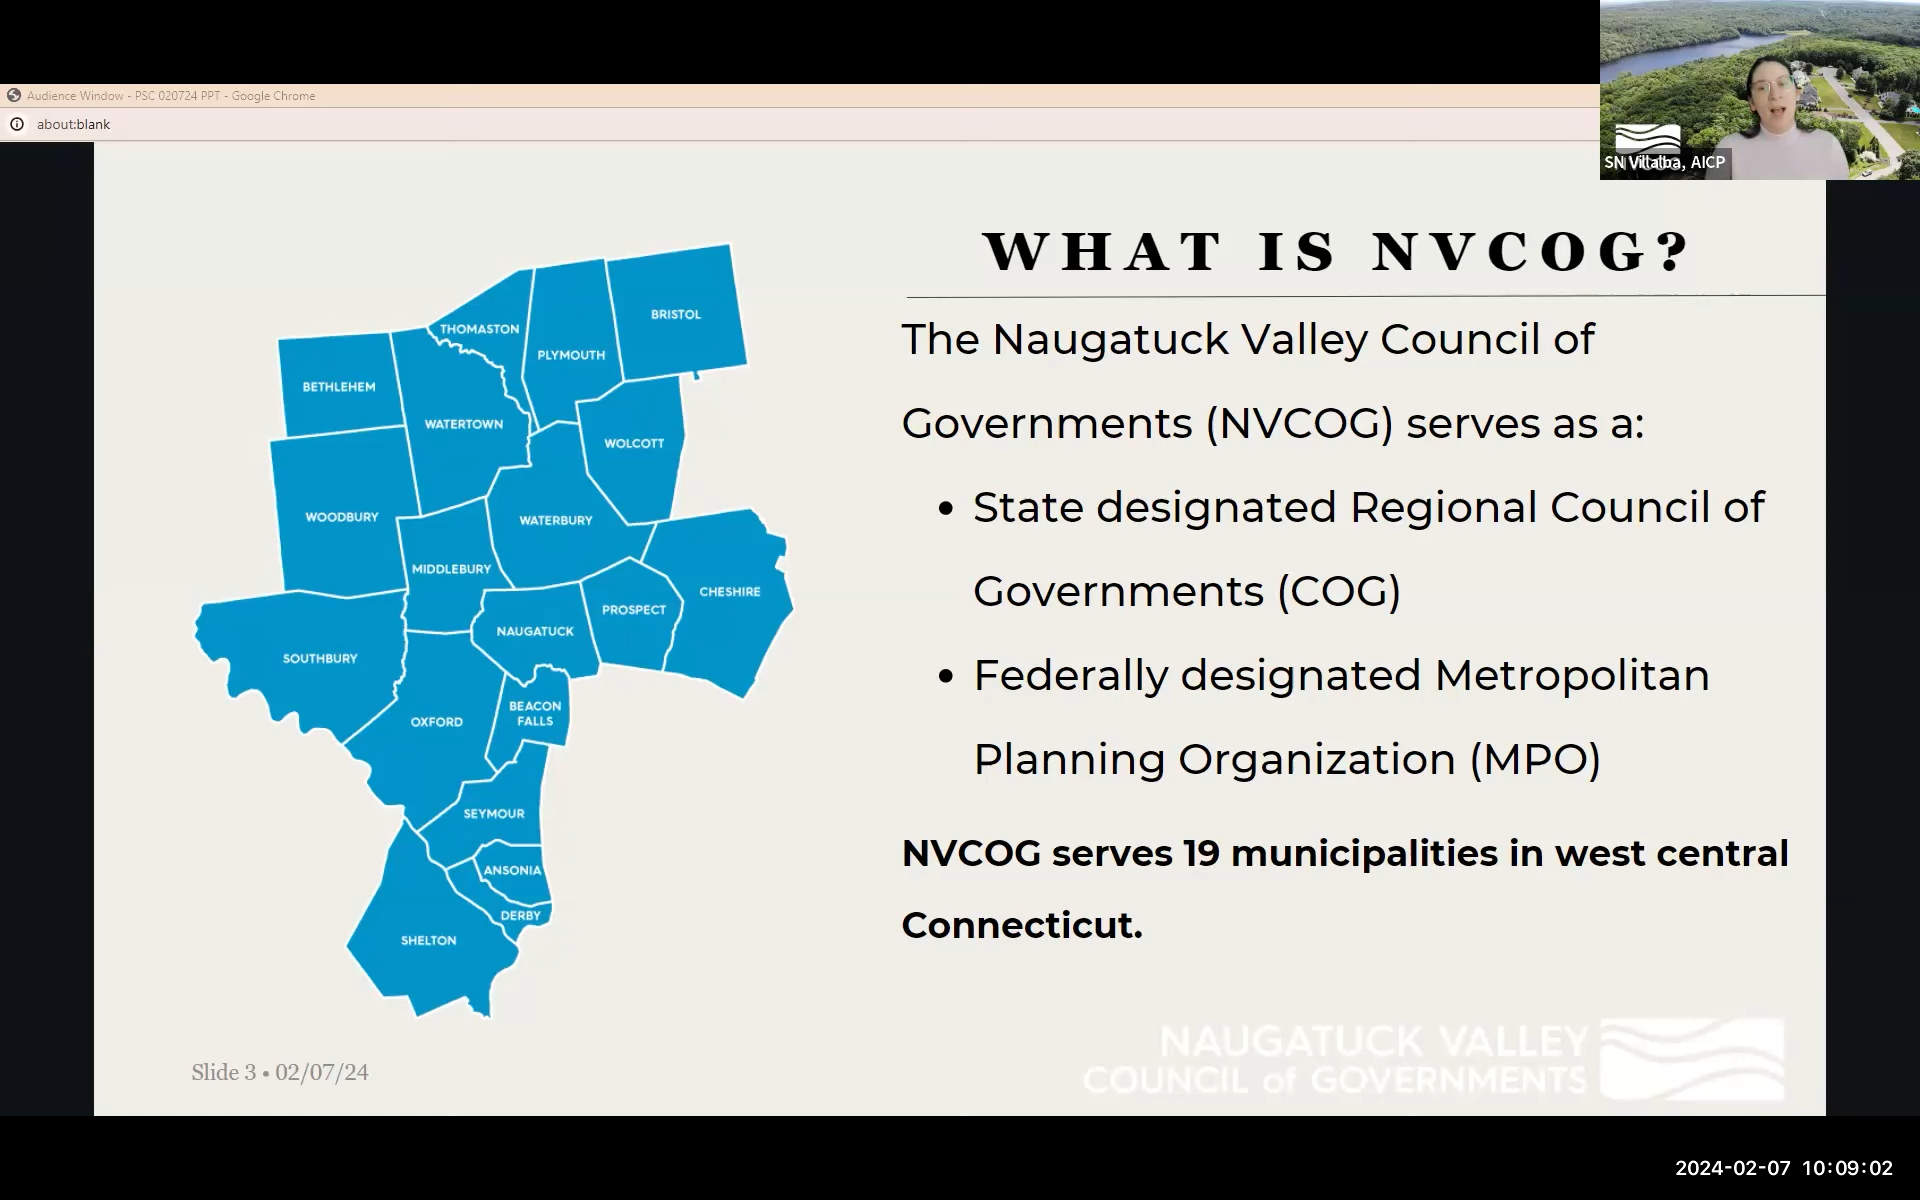 Audience Window - PSC 020724 PPT - Google Chrome
about:blank
SN Villalba, AICP
WHAT IS NVCOG?
The Naugatuck Valley Council of
Governments (NVCOG) serves as a:
• State designated Regional Council of
Governments (COG)
• Federally designated Metropolitan
Planning Organization (MPO)
NVCOG serves 19 municipalities in west central
Connecticut.
BRISTOL
THOMASTON
PLYMOUTH
BETHLEHEM
WATERTOWN
WOLCOTT
WOODBURY
WATERBURY
MIDDLEBURY
CHESHIRE
PROSPECT
NAUGATUCK
SOUTHBURY
BEACON
FALLS
OXFORD
SEYMOUR
ANSONIA
DERBY
SHELTON
Slide 3 • 02/07/24
NAUGATUCK VALLEY
COUNCIL of GOVERNMENTS
2024-02-07 10:09:02